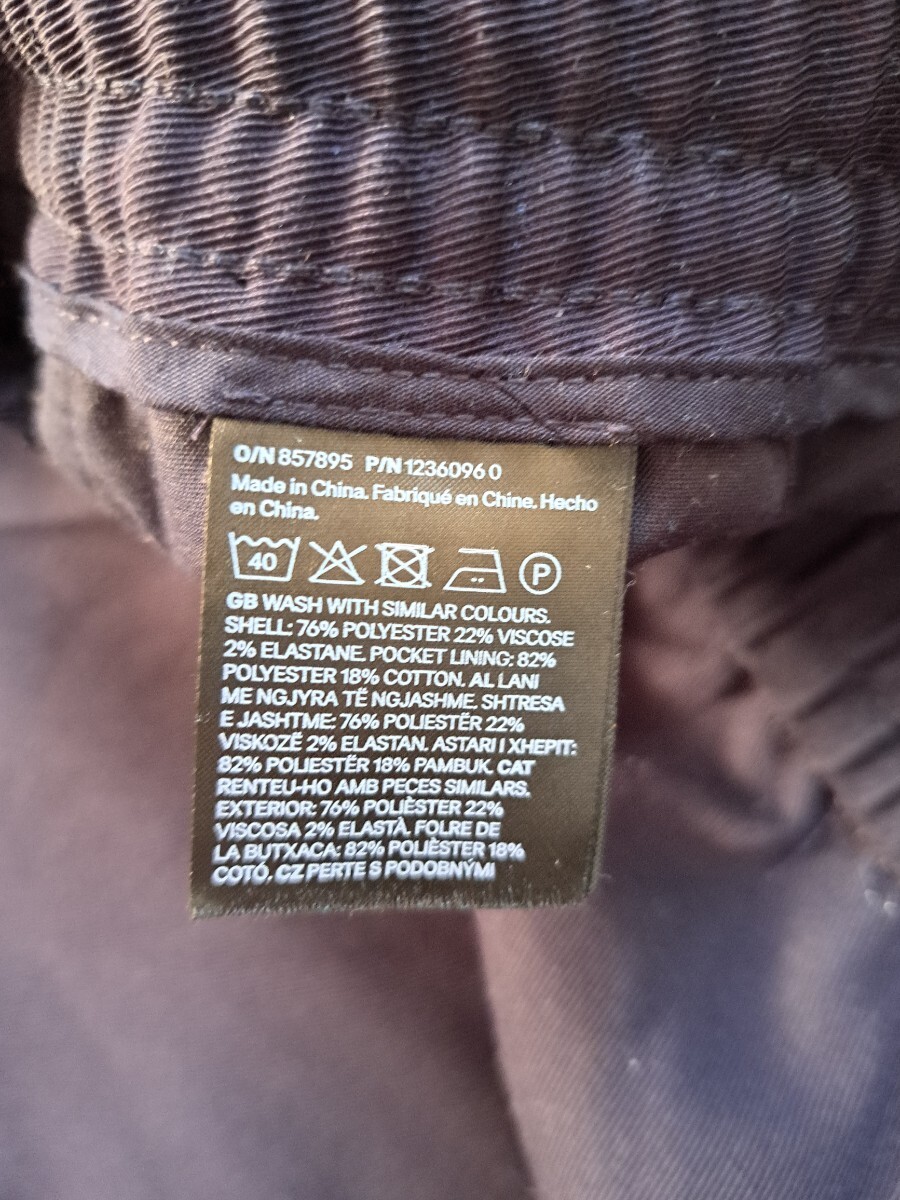 O/N 857895 P/N 1236096 0
Made in China. Fabriqué en Chine. Hecho
en China.
40 P
GB WASH WITH SIMILAR COLOURS.
SHELL: 76% POLYESTER 22% VISCOSE
2% ELASTANE. POCKET LINING: 82%
POLYESTER 18% COTTON. AL LANI
ME NGJYRA TË NGJASHME. SHTRESA
E JASHTME: 76% POLIESTËR 22%
VISKOZË 2% ELASTAN. ASTARI I XHEPIT:
82% POLIESTËR 18% PAMBUK. CAT
RENTEU-HO AMB PECES SIMILARS.
EXTERIOR: 76% POLIÈSTER 22%
VISCOSA 2% ELASTÀ. FOLRE DE
LA BUTXACA: 82% POLIÈSTER 18%
COTÓ. CZ PERTE S PODOBNÝMI